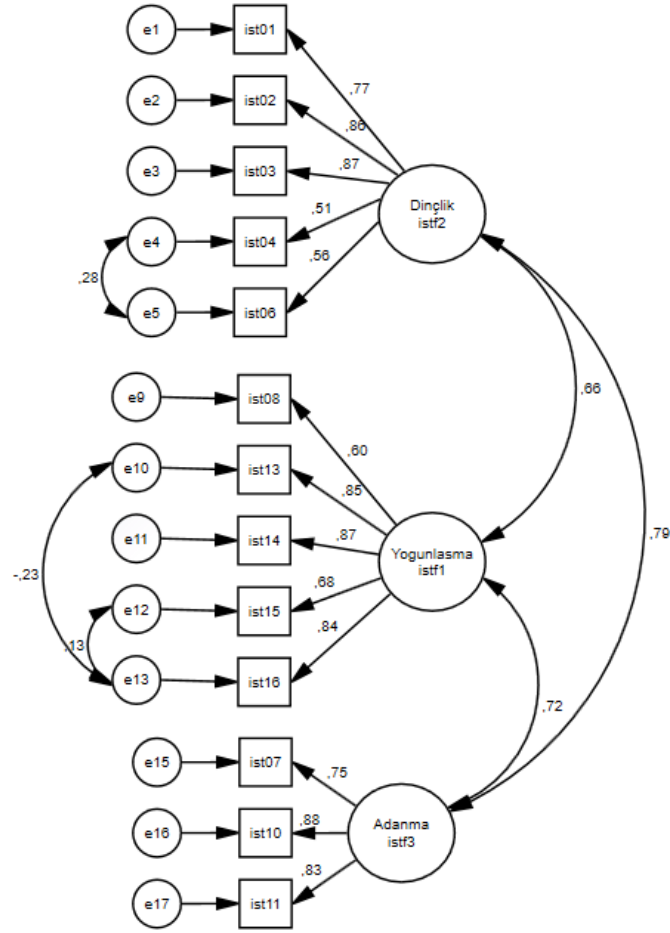 e1
ist01
,77
e2
ist02
,86
e3
ist03
,87
Dinçlik
istf2
e4
ist04
,51
,28
e5
ist06
,56
e9
ist08
,66
,60
e10
ist13
,85
e11
ist14
,87
Yogunlasma
istf1
,79
-,23
e12
ist15
,68
,13
e13
ist16
,84
,72
e15
ist07
,75
e16
ist10
,88
Adanma
istf3
e17
ist11
,83